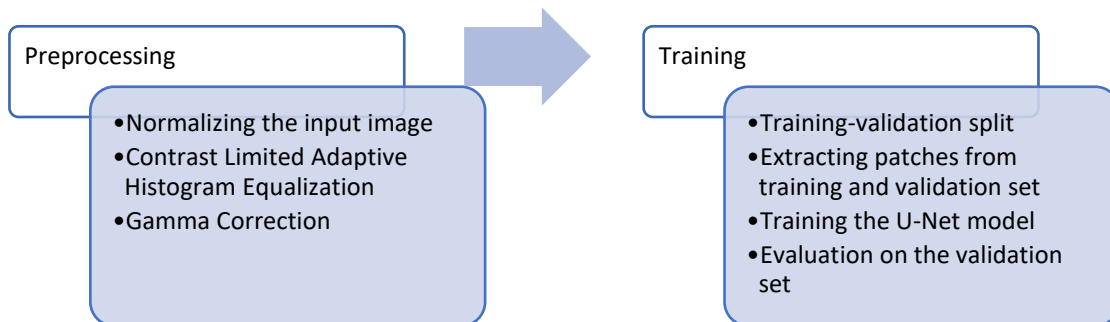 Preprocessing
•Normalizing the input image
•Contrast Limited Adaptive
Histogram Equalization
•Gamma Correction
Training
•Training-validation split
•Extracting patches from
training and validation set
•Training the U-Net model
•Evaluation on the validation
set